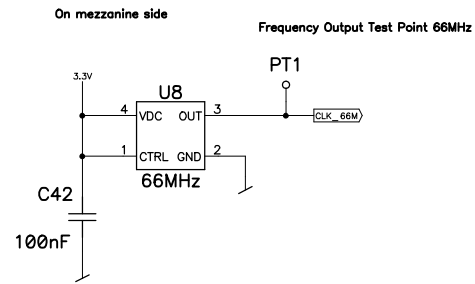 On mezzanine side
Frequency Output Test Point 66MHz
PT1
3.3V
U8
4 VDC OUT 3
CLK_66M
1 CTRL GND 2
66MHz
C42
100nF